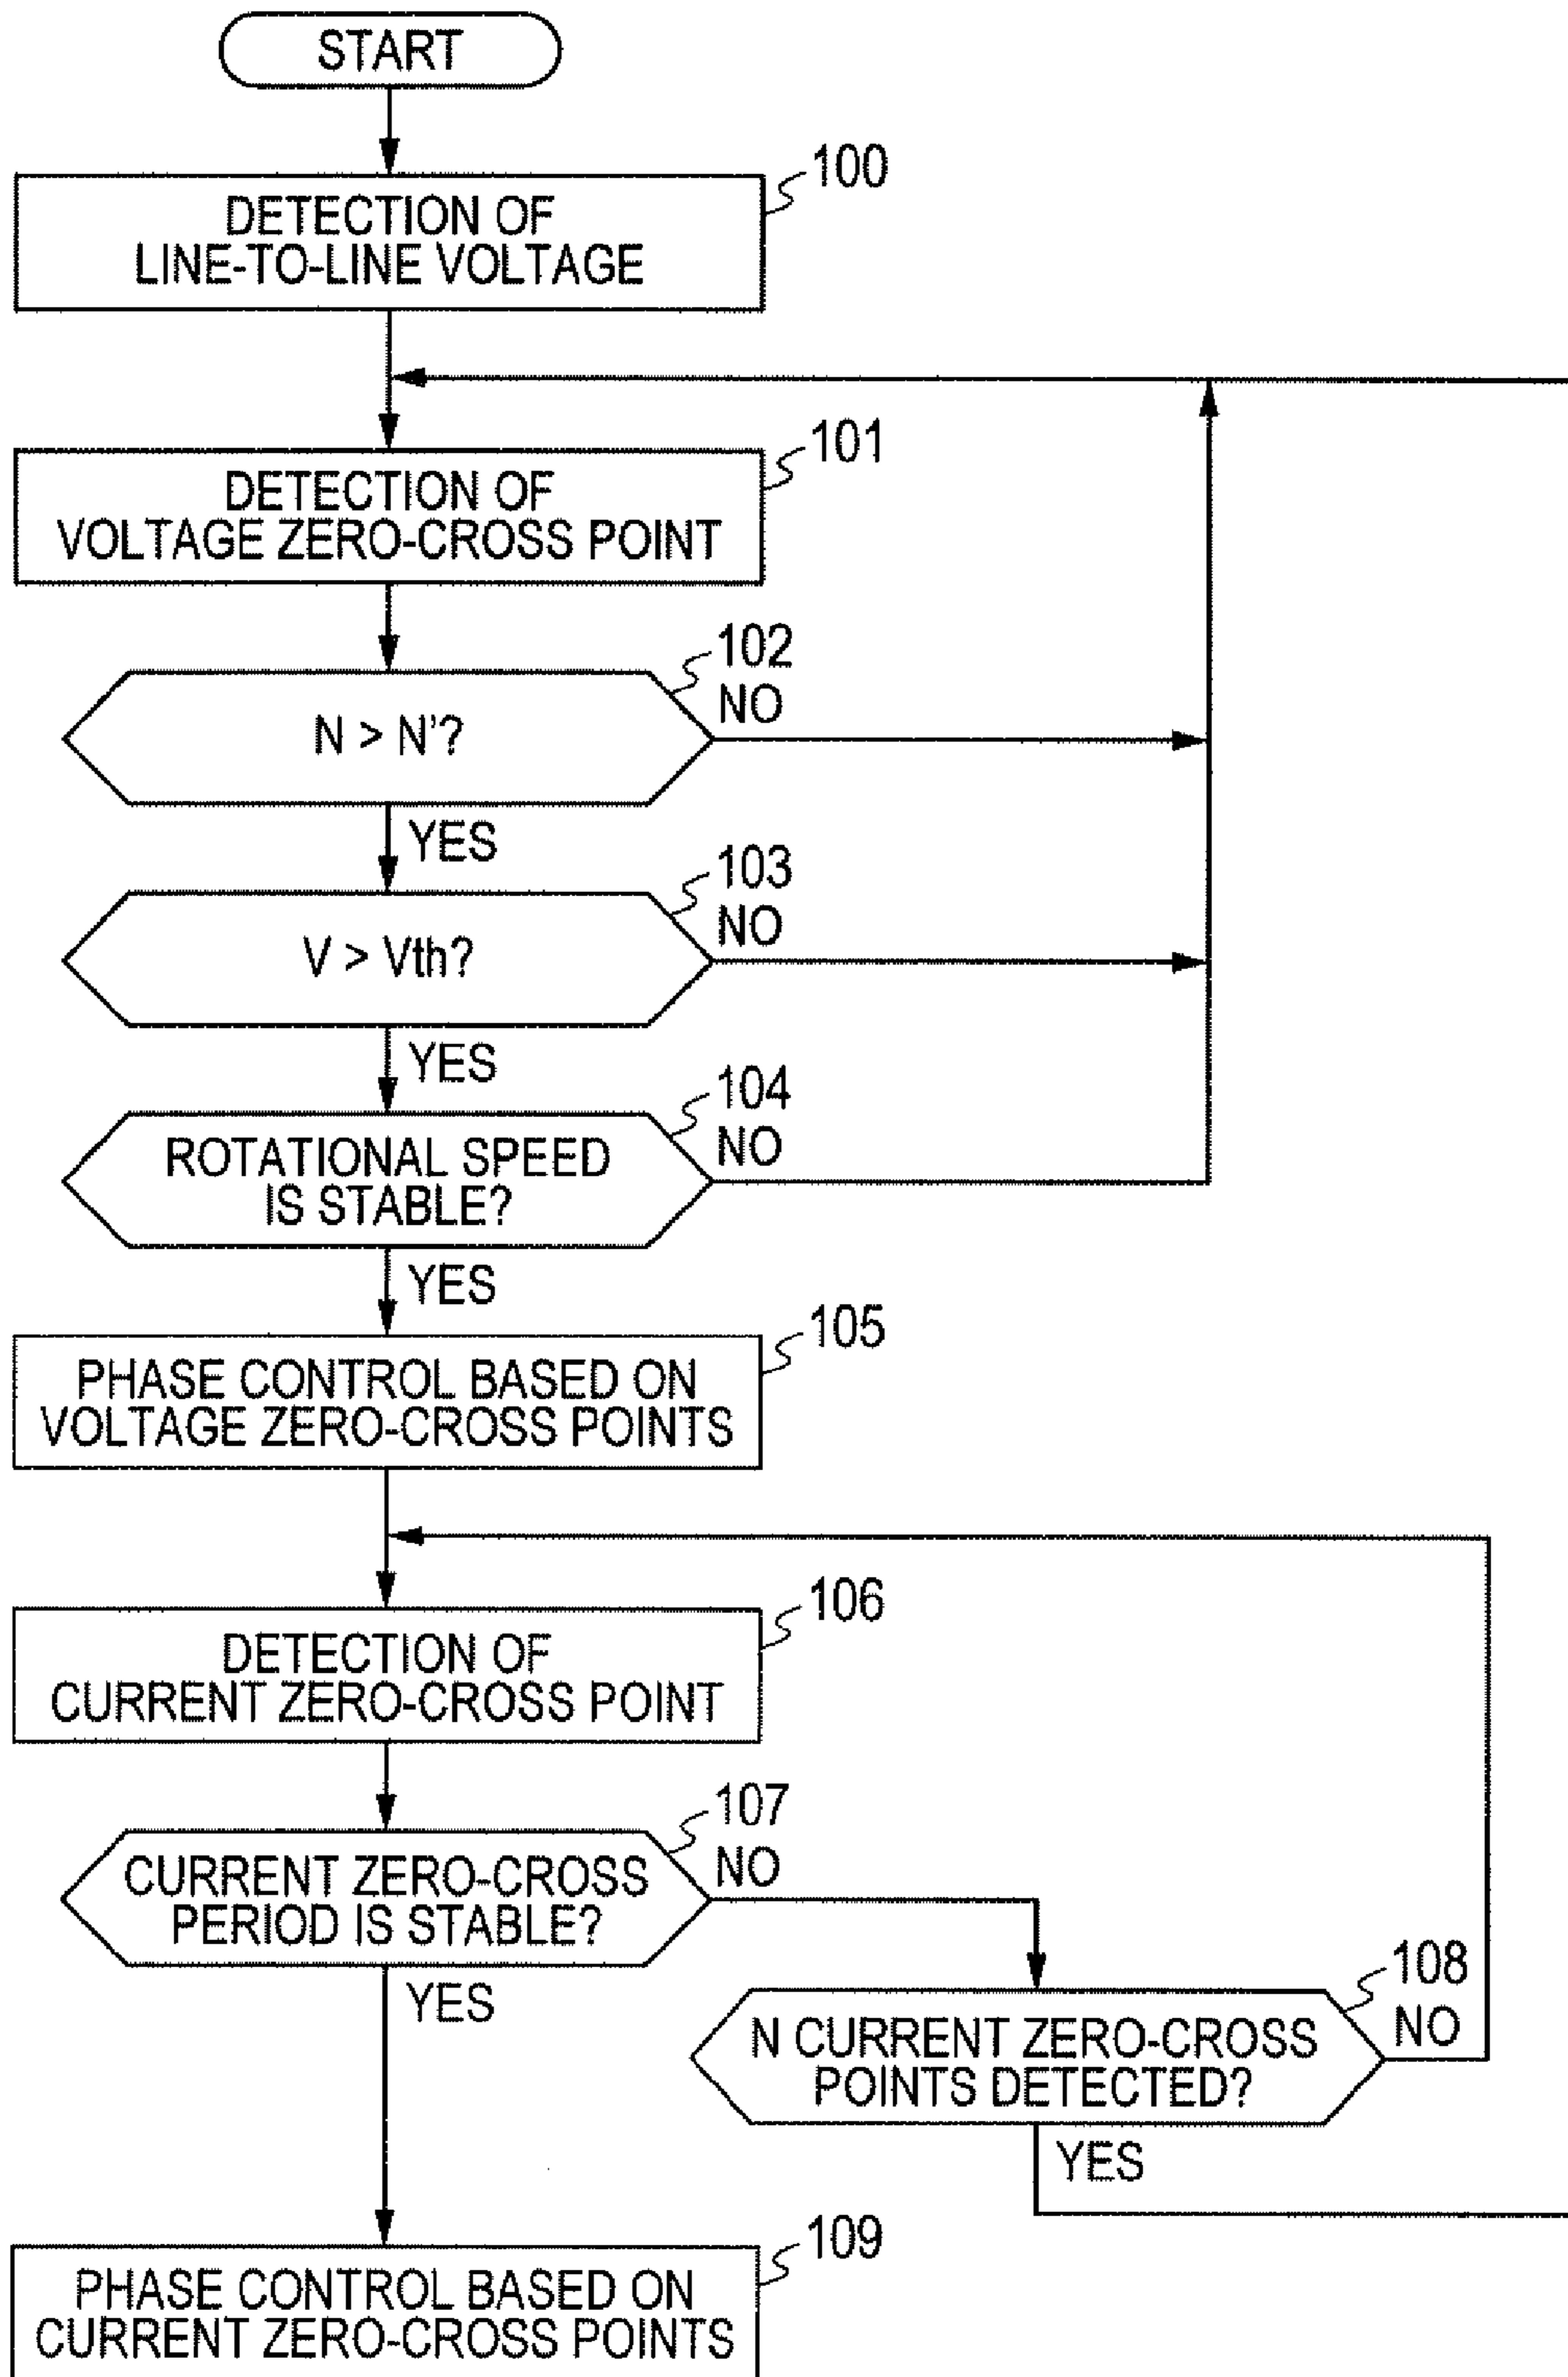 START
100
DETECTION OF
LINE-TO-LINE VOLTAGE
101
DETECTION OF
VOLTAGE ZERO-CROSS POINT
102
NO
N > N'?
YES
103
NO
V > Vth?
YES
104
NO
ROTATIONAL SPEED
IS STABLE?
YES
105
PHASE CONTROL BASED ON
VOLTAGE ZERO-CROSS POINTS
106
DETECTION OF
CURRENT ZERO-CROSS POINT
107
NO
CURRENT ZERO-CROSS
PERIOD IS STABLE?
YES
108
NO
N CURRENT ZERO-CROSS
POINTS DETECTED?
YES
109
PHASE CONTROL BASED ON
CURRENT ZERO-CROSS POINTS